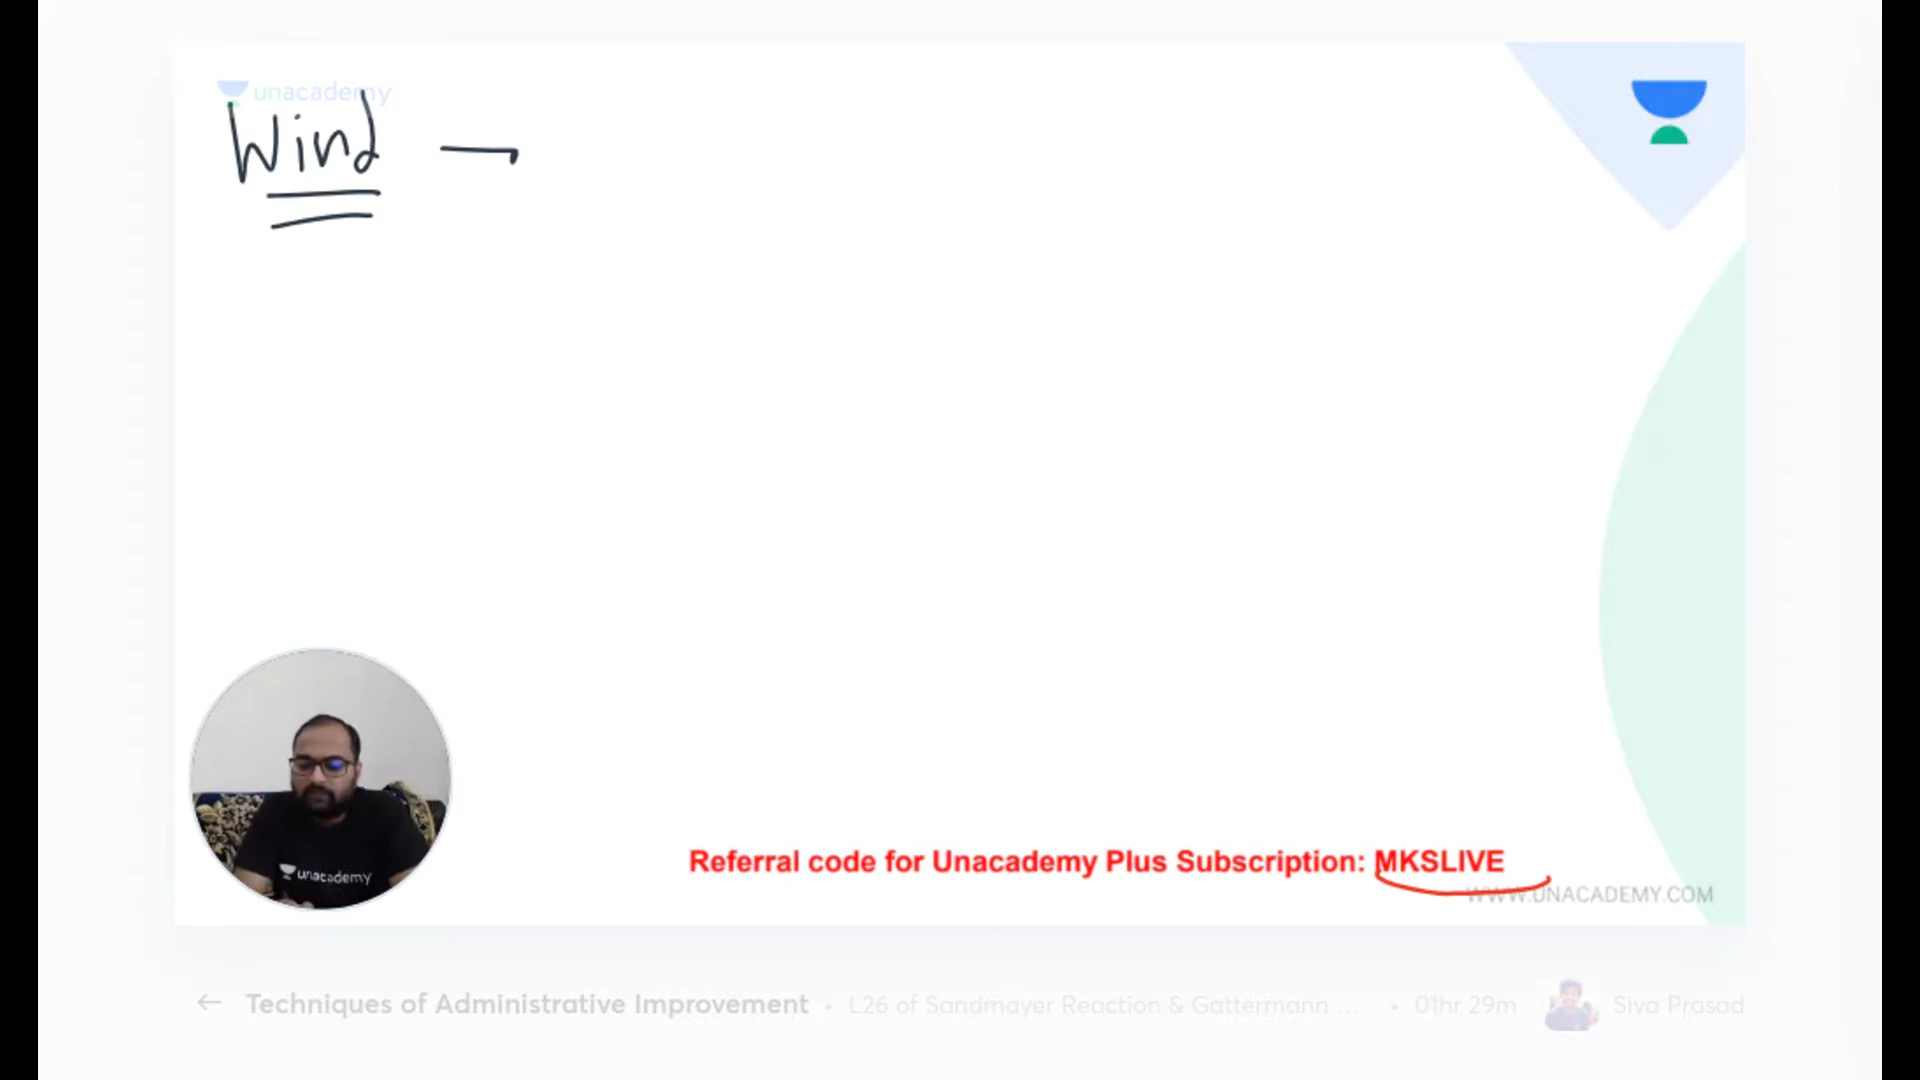 unacademy
Wind →
unacademy
Referral code for Unacademy Plus Subscription: MKSLIVE
WWW.UNACADEMY.COM
← Techniques of Administrative Improvement • L26 of Sandmayer Reaction & Gattermann ... • 01hr 29m Siva Prasad